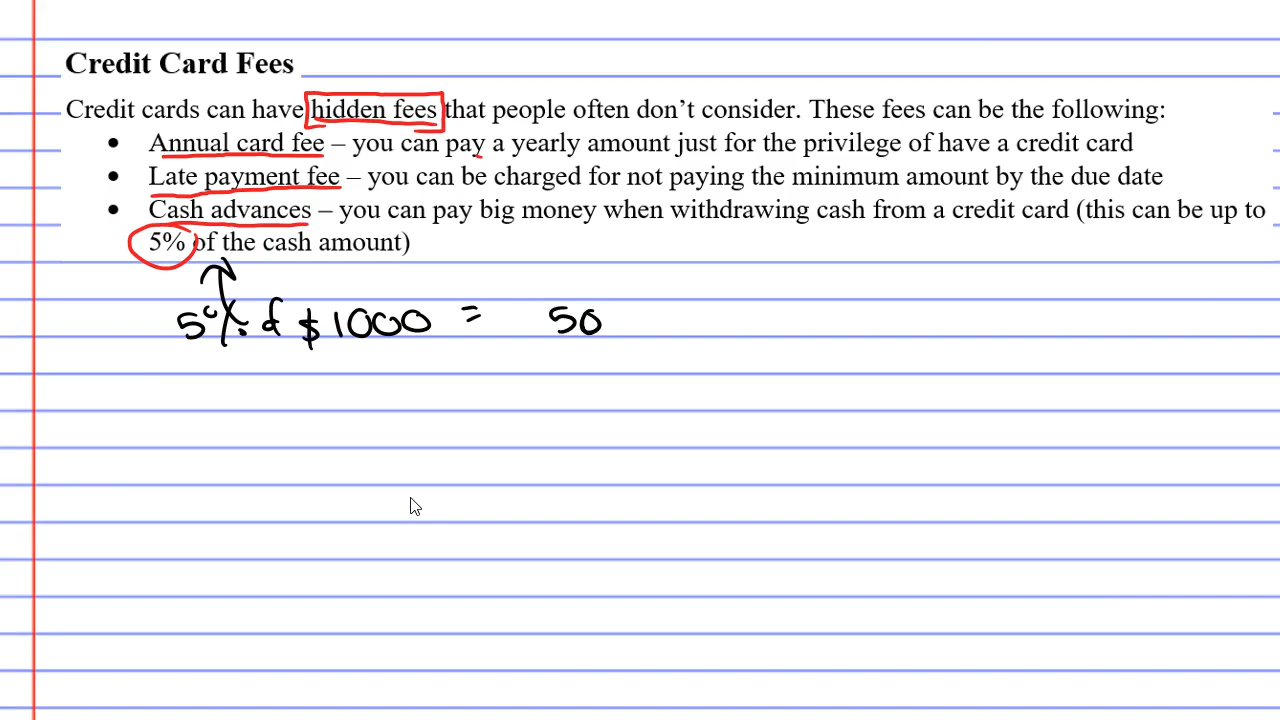 Credit Card Fees
Credit cards can have hidden fees that people often don’t consider. These fees can be the following:
• Annual card fee – you can pay a yearly amount just for the privilege of have a credit card
• Late payment fee – you can be charged for not paying the minimum amount by the due date
• Cash advances – you can pay big money when withdrawing cash from a credit card (this can be up to
5% of the cash amount)
5% of $1000 = 50